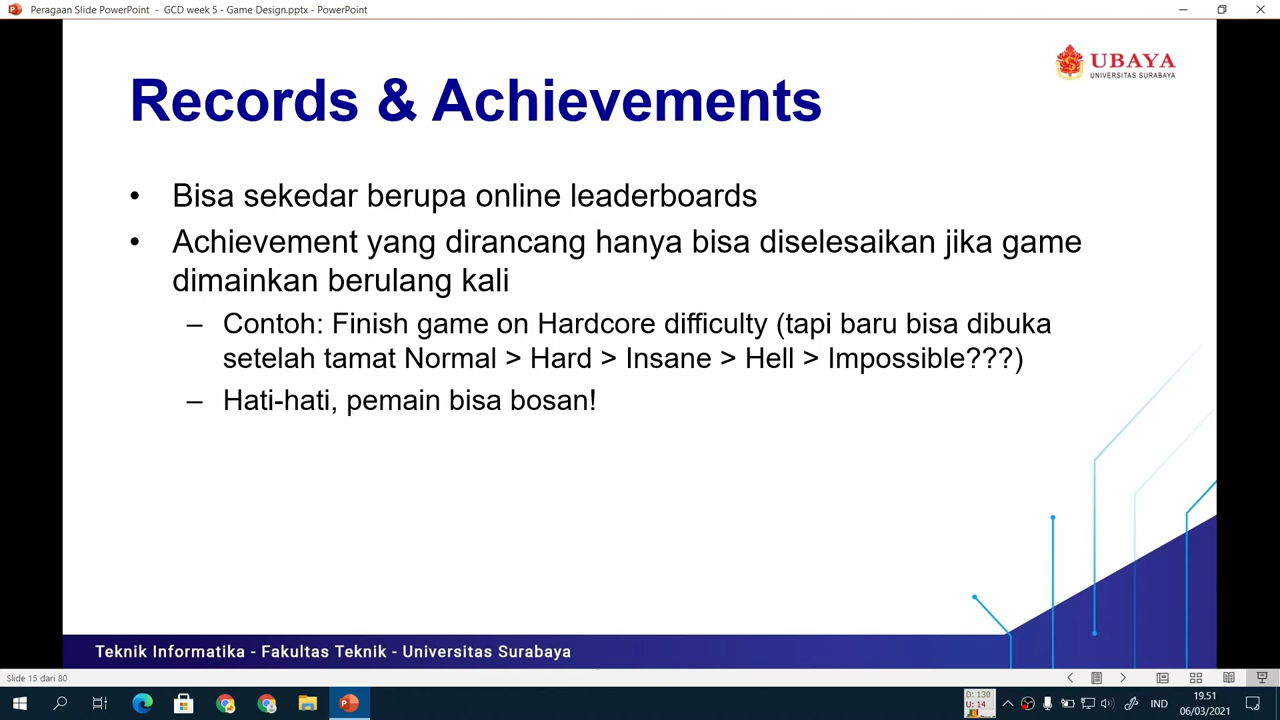 Peragaan Slide PowerPoint - GCD week 5 - Game Design.pptx - PowerPoint
UBAYA
UNIVERSITAS SURABAYA
Records & Achievements
• Bisa sekedar berupa online leaderboards
• Achievement yang dirancang hanya bisa diselesaikan jika game
dimainkan berulang kali
– Contoh: Finish game on Hardcore difficulty (tapi baru bisa dibuka
setelah tamat Normal > Hard > Insane > Hell > Impossible???)
– Hati-hati, pemain bisa bosan!
Teknik Informatika - Fakultas Teknik - Universitas Surabaya
Slide 15 dari 80
D: 130
U: 14
IND
19.51
06/03/2021